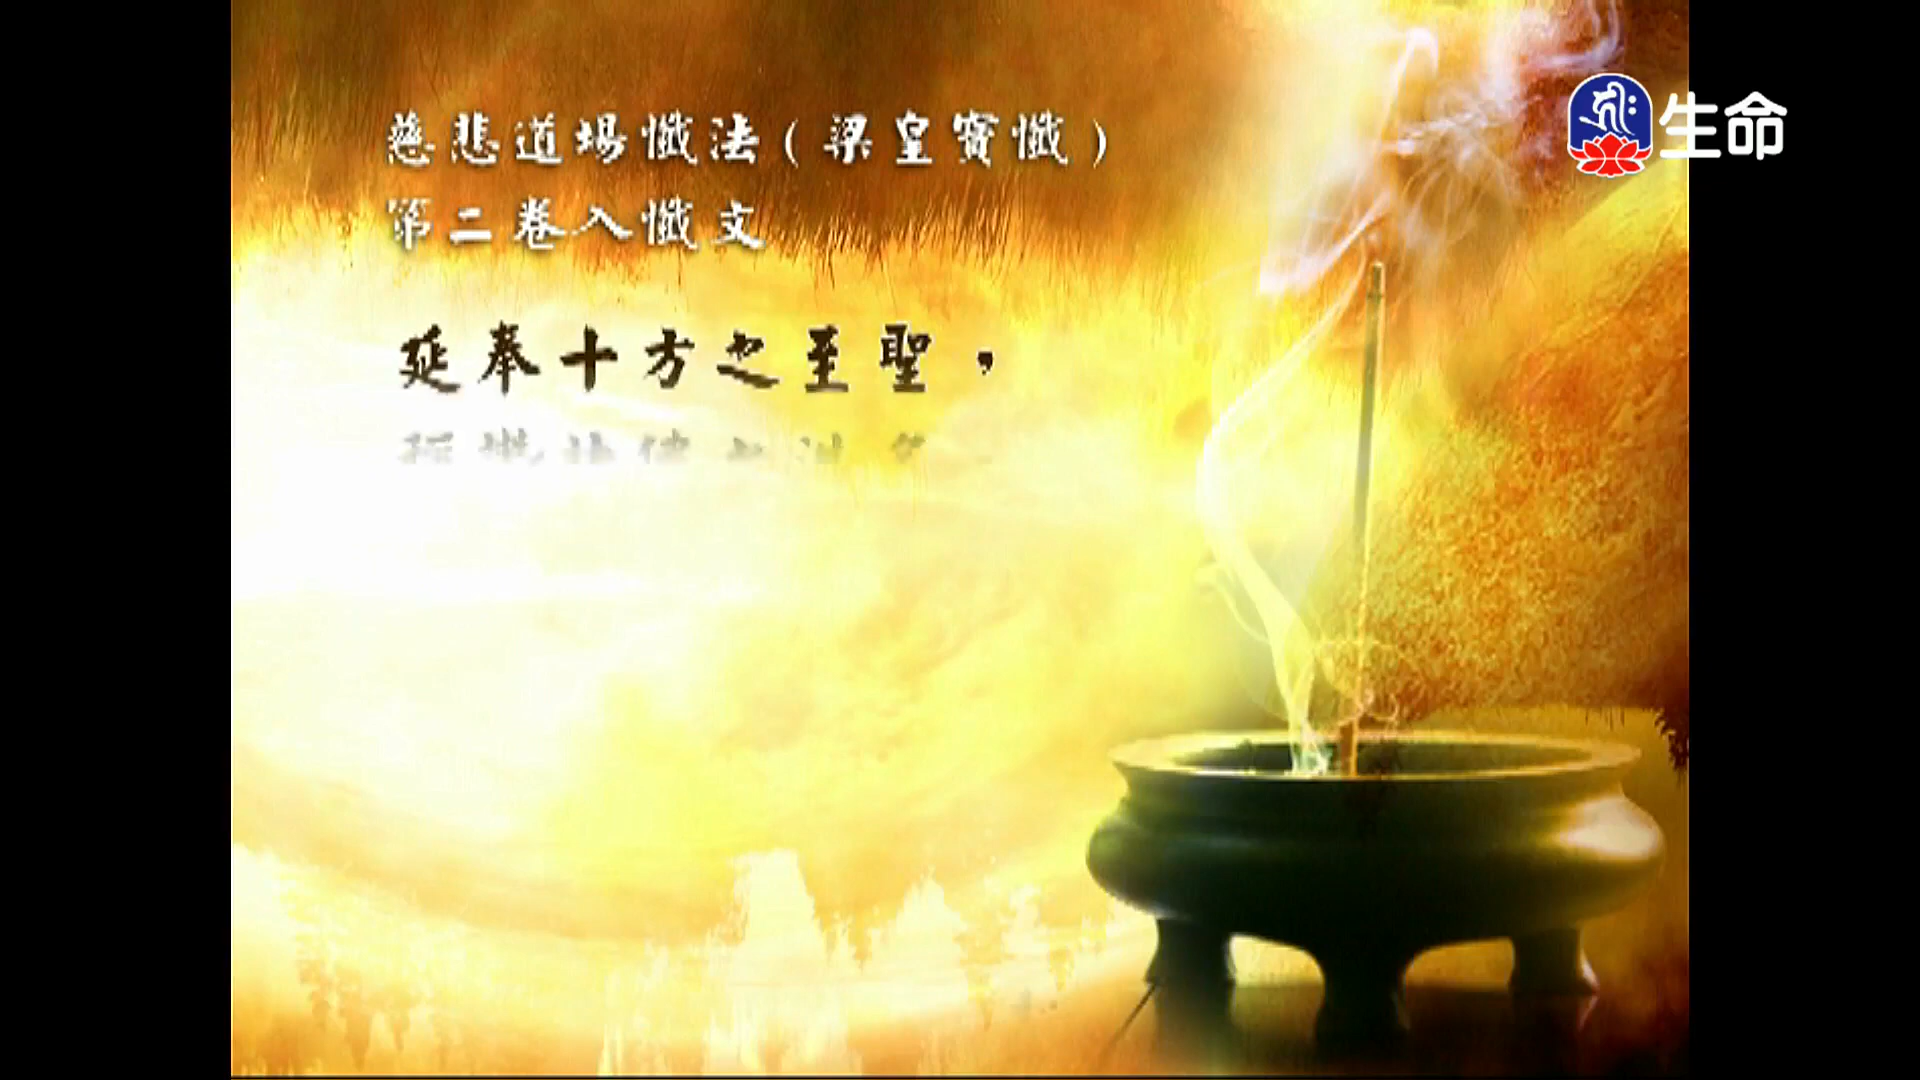 慈悲道場懺法(梁皇寶懺)
生命
第二卷入懺文
延奉十方之至聖，